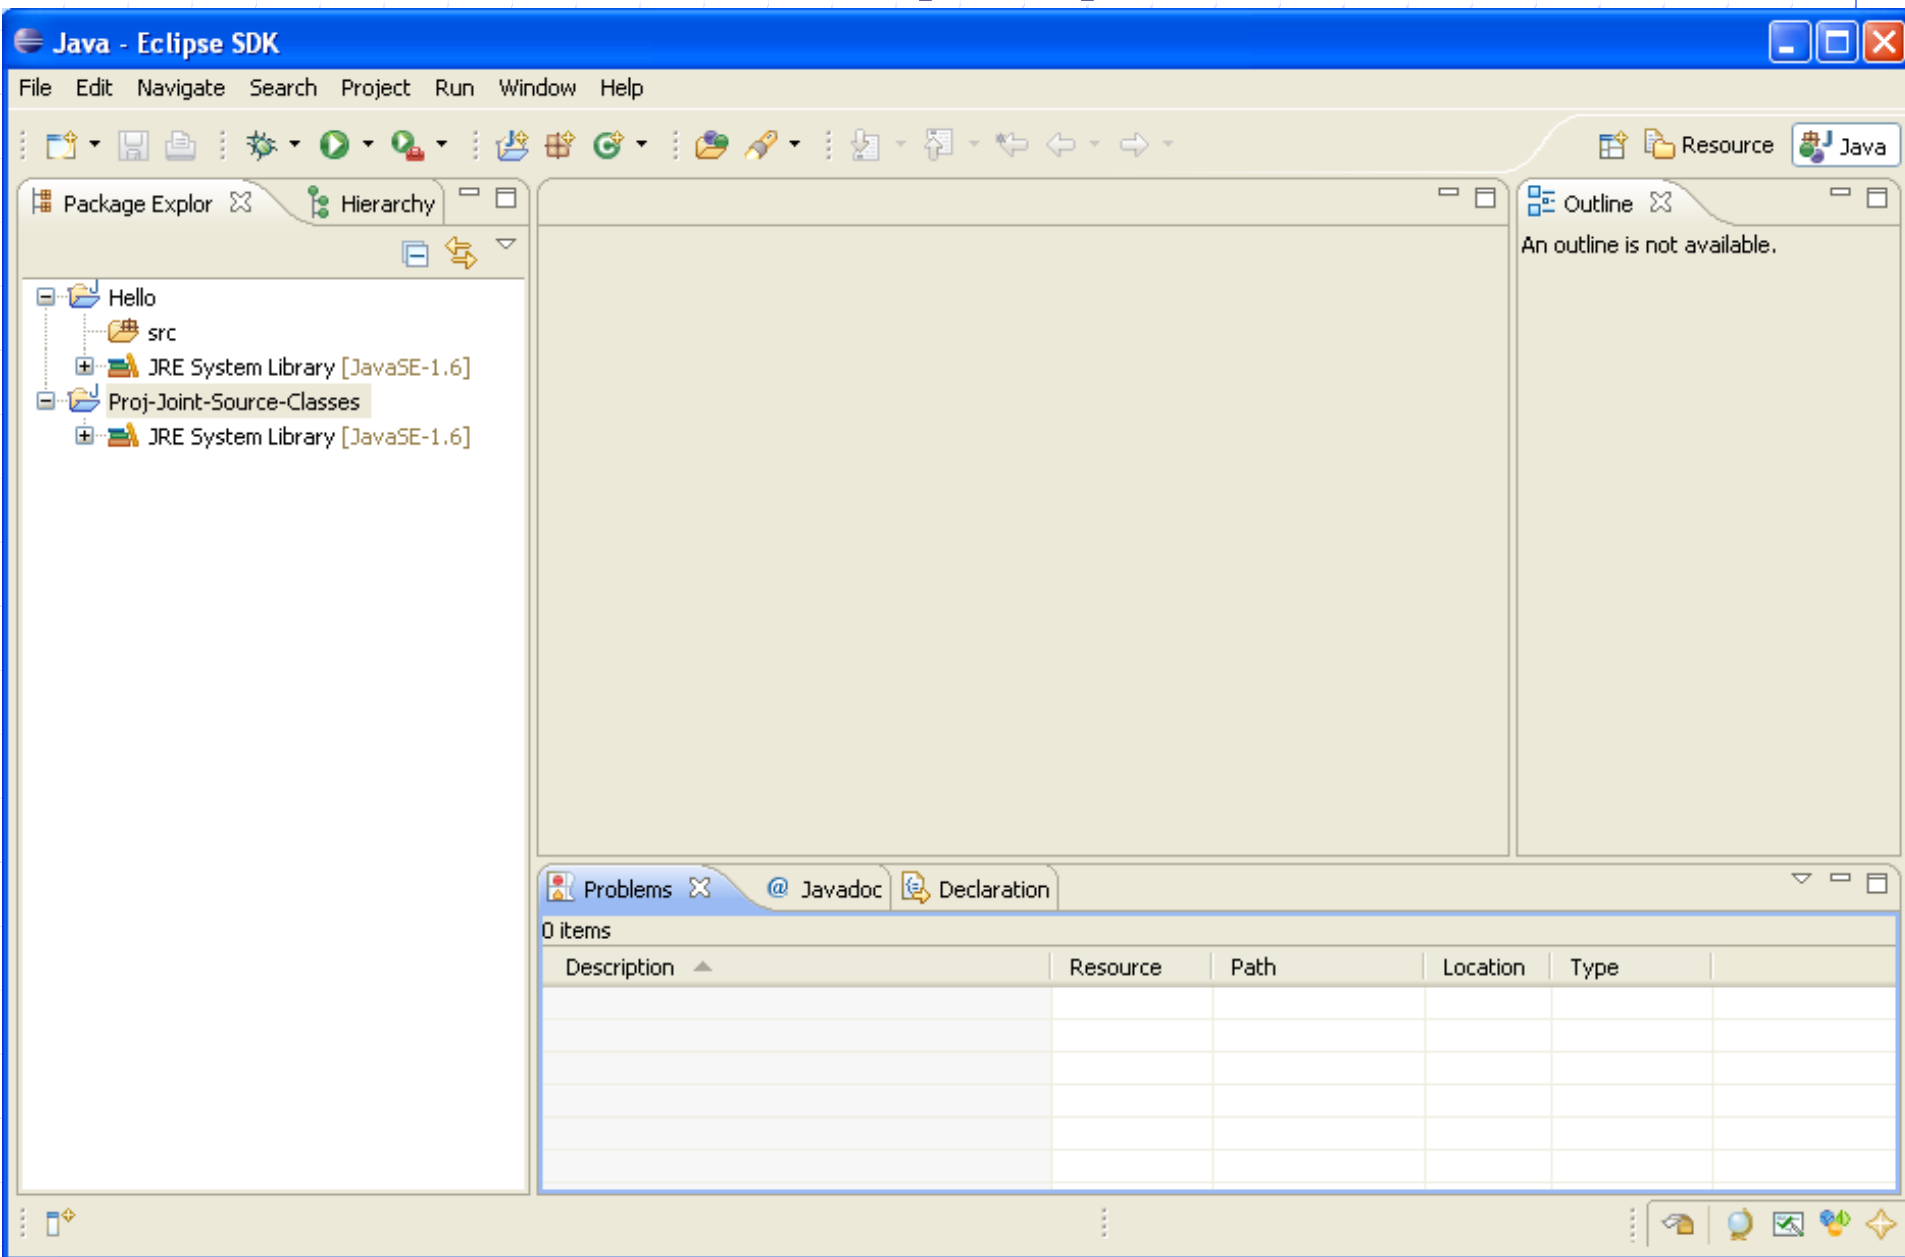 Java - Eclipse SDK
File Edit Navigate Search Project Run Window Help
Resource Java
Package Explor Hierarchy
Hello
src
JRE System Library [JavaSE-1.6]
Proj-Joint-Source-Classes
JRE System Library [JavaSE-1.6]
Outline
An outline is not available.
Problems @ Javadoc Declaration
0 items
Description Resource Path Location Type